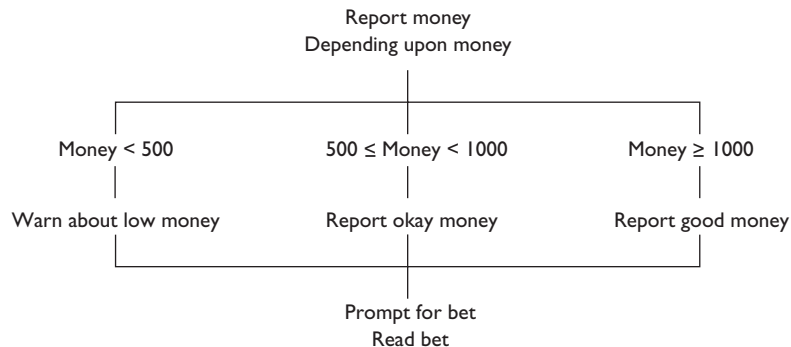 Report money
Depending upon money
Money < 500
500 ≤ Money < 1000
Money ≥ 1000
Warn about low money
Report okay money
Report good money
Prompt for bet
Read bet